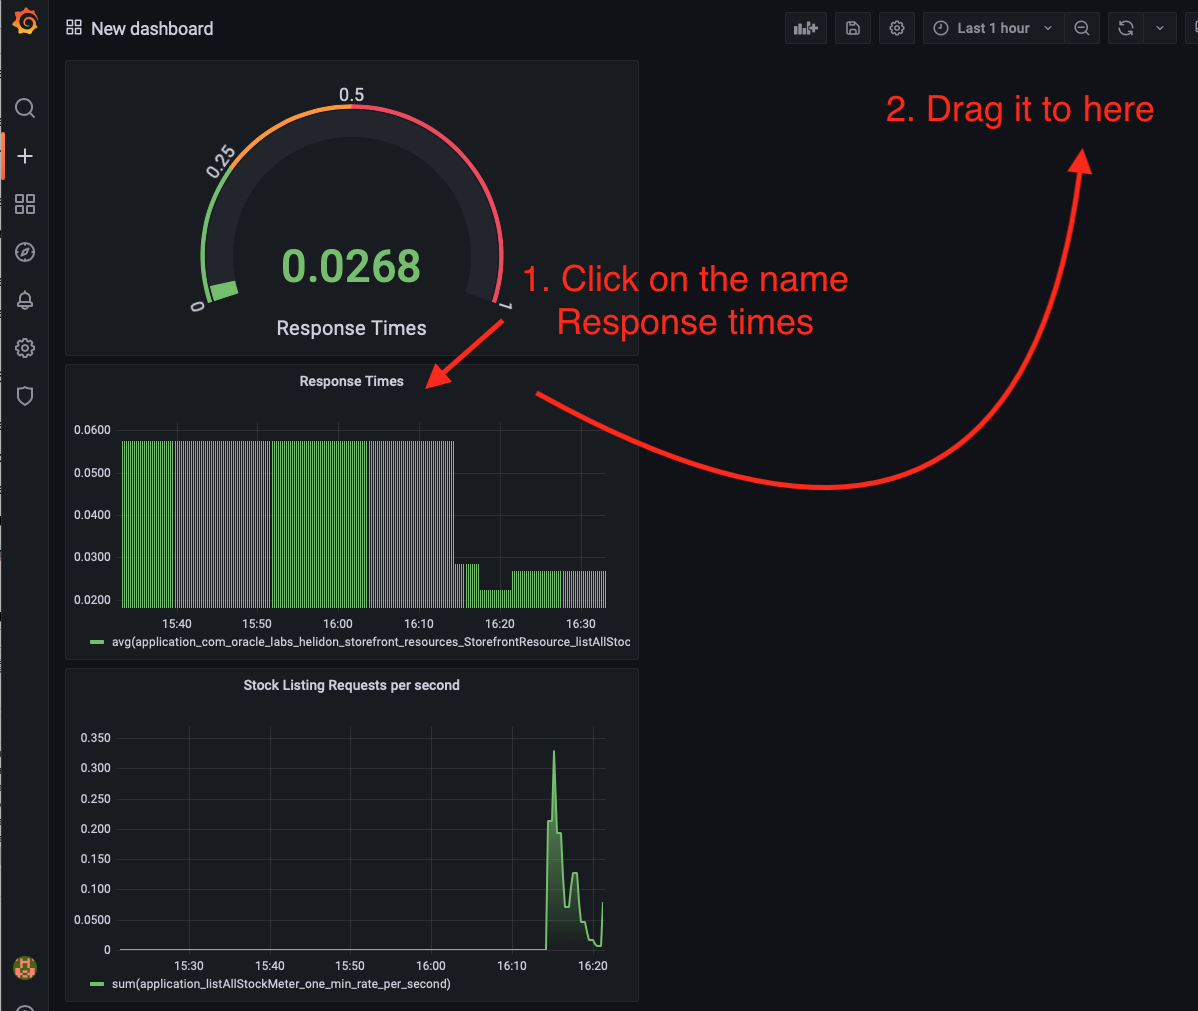 New dashboard
Last 1 hour
2. Drag it to here
0.5
0.25
0.0268
0
1
Response Times
1. Click on the name
Response times
Response Times
0.0600
0.0500
0.0400
0.0300
0.0200
15:40 15:50 16:00 16:10 16:20 16:30
avg(application_com_oracle_labs_helidon_storefront_resources_StorefrontResource_listAllStoc
Stock Listing Requests per second
0.350
0.300
0.250
0.200
0.150
0.100
0.0500
0
15:30 15:40 15:50 16:00 16:10 16:20
sum(application_listAllStockMeter_one_min_rate_per_second)